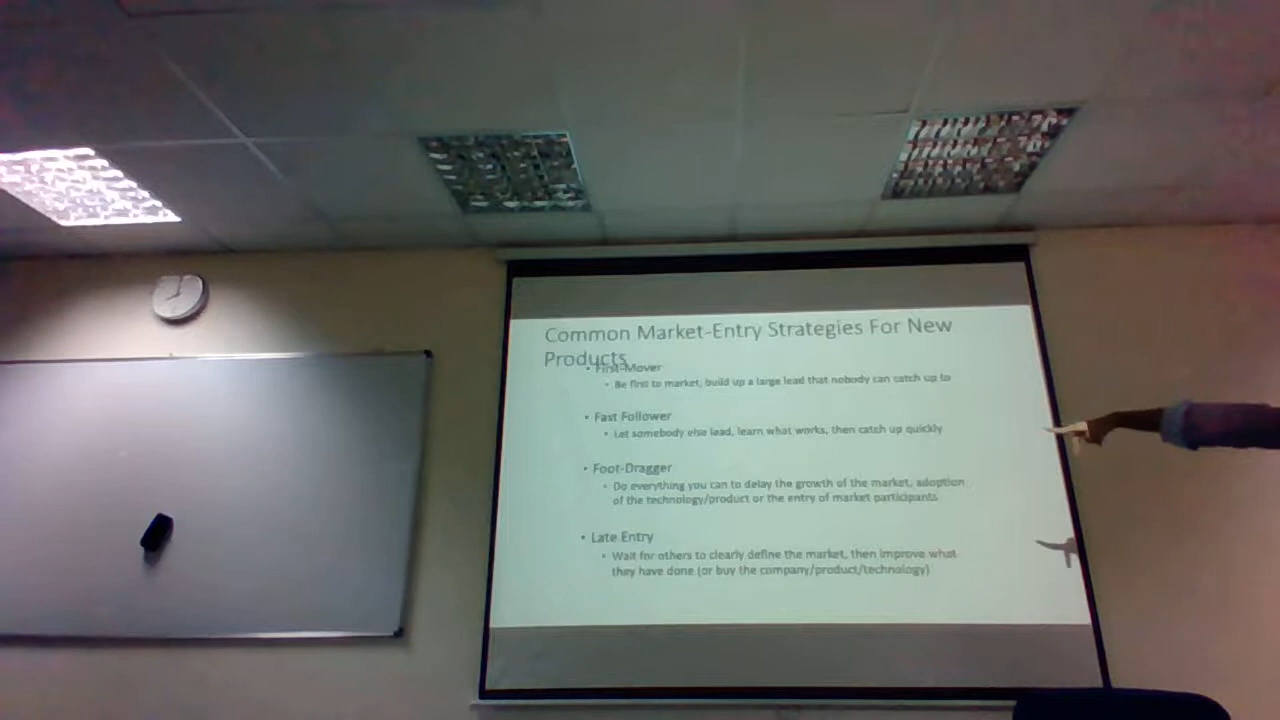 Common Market-Entry Strategies For New
Products
• First-Mover
• Be first to market, build up a large lead that nobody can catch up to
• Fast Follower
• Let somebody else lead, learn what works, then catch up quickly
• Foot-Dragger
• Do everything you can to delay the growth of the market, adoption
of the technology/product or the entry of market participants
• Late Entry
• Wait for others to clearly define the market, then improve what
they have done (or buy the company/product/technology)